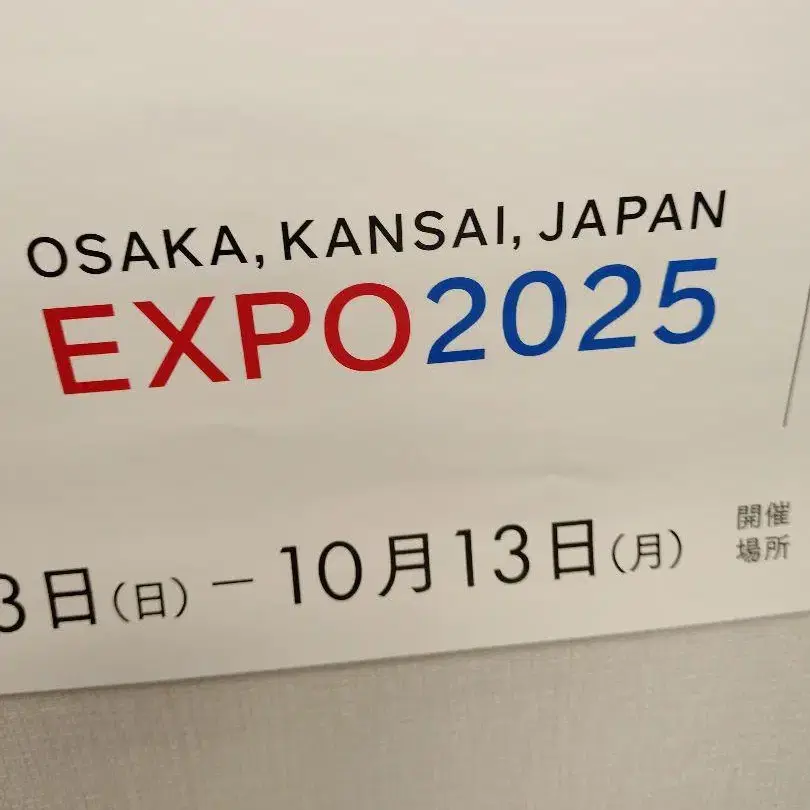 OSAKA, KANSAI, JAPAN
EXPO2025
3日(日)－10月13日(月)
開催
場所